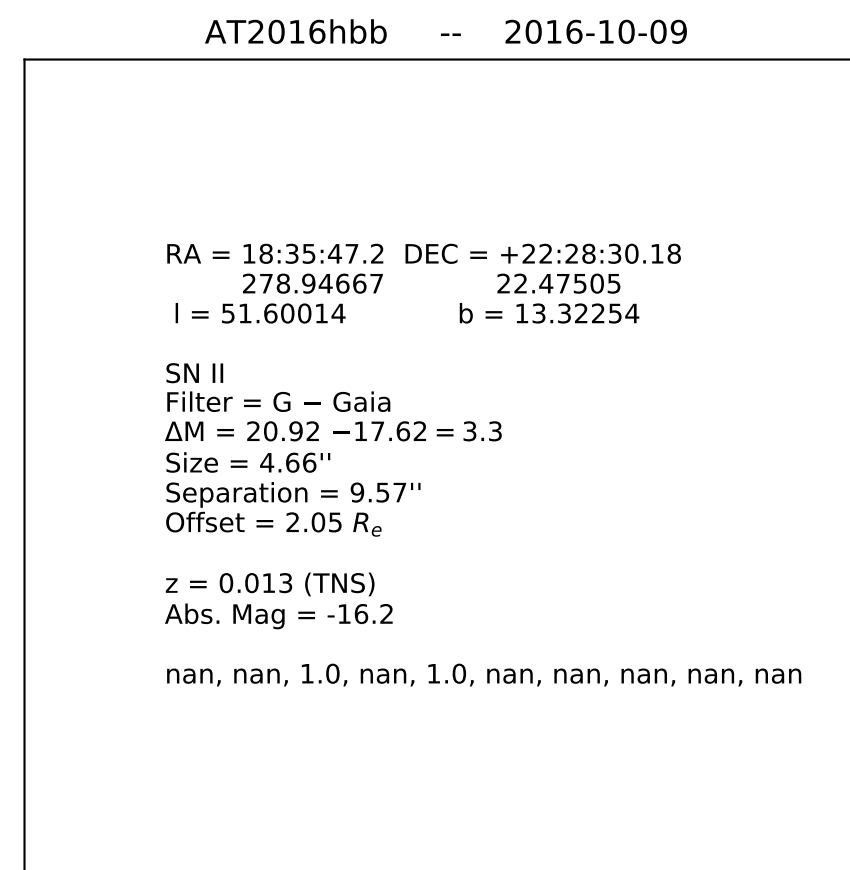 AT2016hbb -- 2016-10-09
RA = 18:35:47.2 DEC = +22:28:30.18
278.94667 22.47505
l = 51.60014 b = 13.32254
SN II
Filter = G − Gaia
ΔM = 20.92 −17.62 = 3.3
Size = 4.66''
Separation = 9.57''
Offset = 2.05 Re
z = 0.013 (TNS)
Abs. Mag = -16.2
nan, nan, 1.0, nan, 1.0, nan, nan, nan, nan, nan